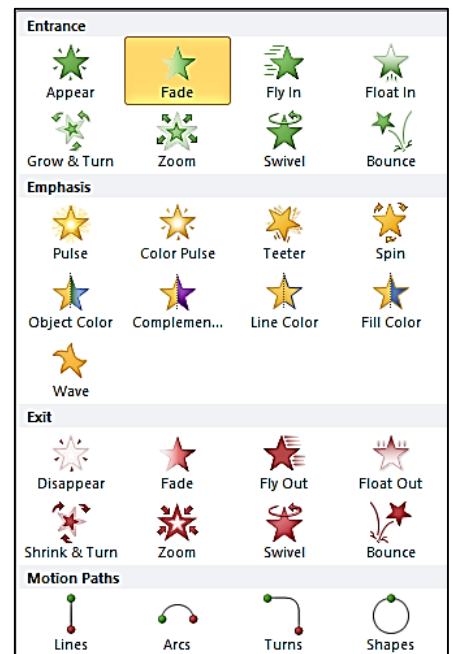 Entrance
Appear Fade Fly In Float In
Grow & Turn Zoom Swivel Bounce
Emphasis
Pulse Color Pulse Teeter Spin
Object Color Complemen... Line Color Fill Color
Wave
Exit
Disappear Fade Fly Out Float Out
Shrink & Turn Zoom Swivel Bounce
Motion Paths
Lines Arcs Turns Shapes